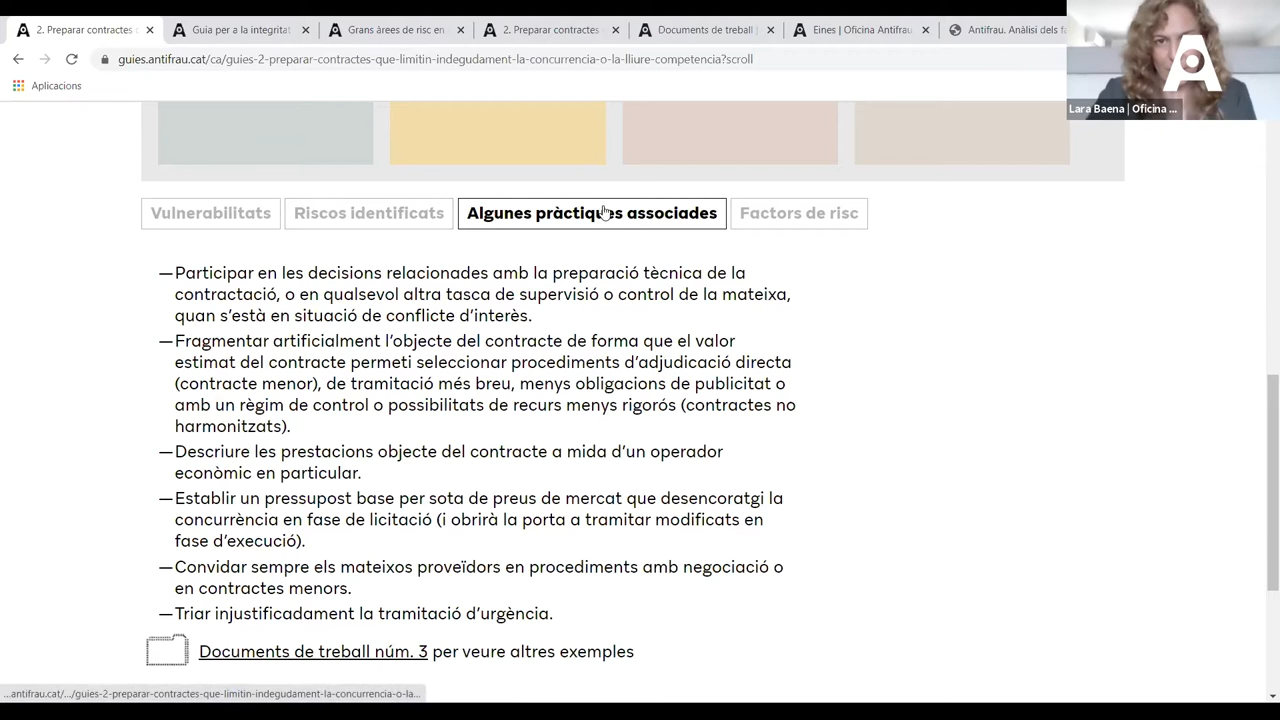 2. Preparar contractes
Guia per a la integritat
Grans àrees de risc en
2. Preparar contractes
Documents de treball
Eines | Oficina Antifrau
Antifrau. Anàlisi dels
guies.antifrau.cat/ca/guies-2-preparar-contractes-que-limitin-indegudament-la-concurrencia-o-la-lliure-competencia?scroll
Aplicacions
Lara Baena | Oficina ...
Vulnerabilitats
Riscos identificats
Algunes pràctiques associades
Factors de risc
—Participar en les decisions relacionades amb la preparació tècnica de la
contractació, o en qualsevol altra tasca de supervisió o control de la mateixa,
quan s’està en situació de conflicte d’interès.
—Fragmentar artificialment l’objecte del contracte de forma que el valor
estimat del contracte permeti seleccionar procediments d’adjudicació directa
(contracte menor), de tramitació més breu, menys obligacions de publicitat o
amb un règim de control o possibilitats de recurs menys rigorós (contractes no
harmonitzats).
—Descriure les prestacions objecte del contracte a mida d’un operador
econòmic en particular.
—Establir un pressupost base per sota de preus de mercat que desencoratgi la
concurrència en fase de licitació (i obrirà la porta a tramitar modificats en
fase d’execució).
—Convidar sempre els mateixos proveïdors en procediments amb negociació o
en contractes menors.
—Triar injustificadament la tramitació d’urgència.
Documents de treball núm. 3 per veure altres exemples
...antifrau.cat/.../guies-2-preparar-contractes-que-limitin-indegudament-la-concurrencia-o-la...